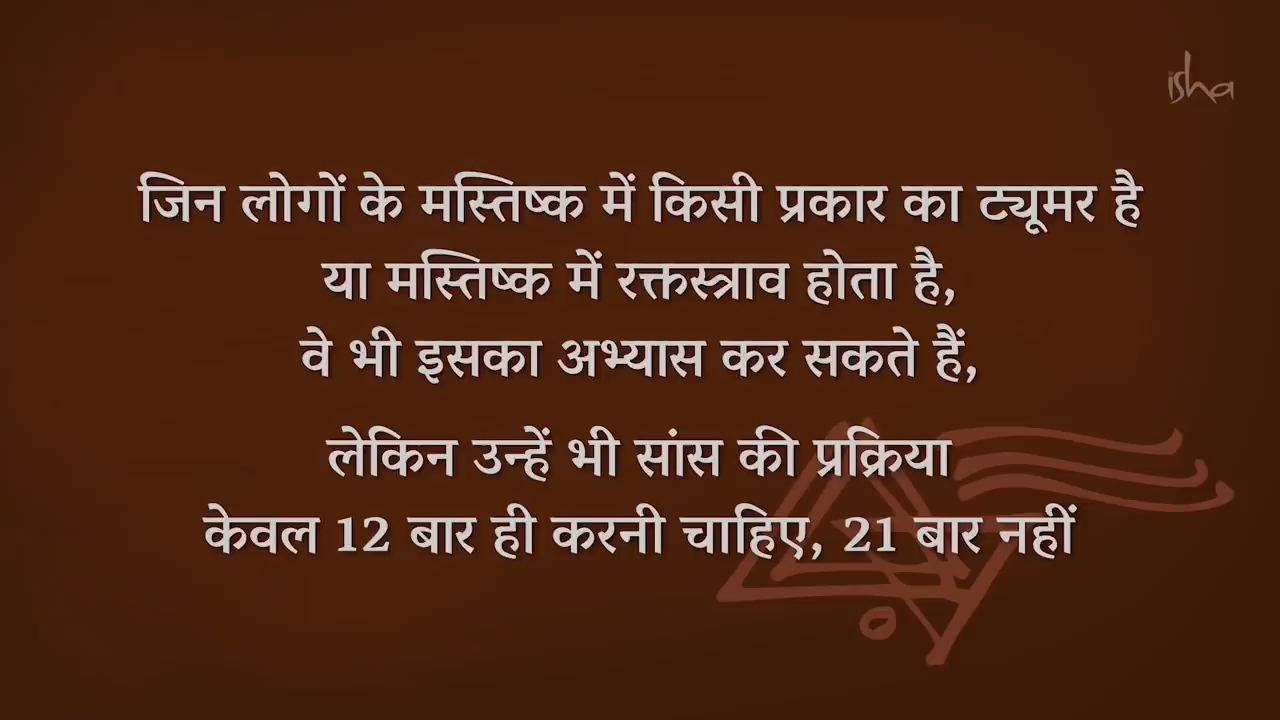 isha
जिन लोगों के मस्तिष्क में किसी प्रकार का ट्यूमर है
या मस्तिष्क में रक्तस्त्राव होता है,
वे भी इसका अभ्यास कर सकते हैं,
लेकिन उन्हें भी सांस की प्रक्रिया
केवल 12 बार ही करनी चाहिए, 21 बार नहीं